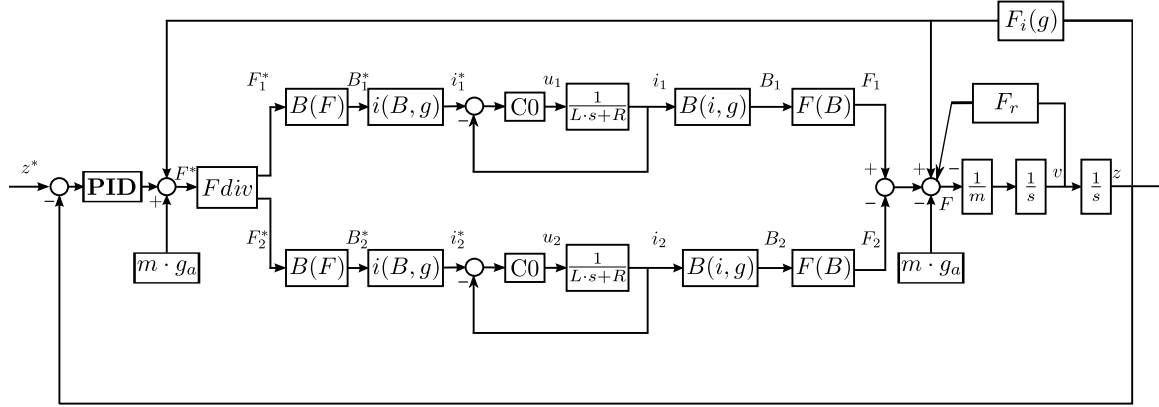 F_i(g)
F_1^* B_1^* i_1^* u_1 i_1 B_1 F_1
B(F) i(B, g) − C0 1/(L·s+R) B(i, g) F(B)
F_r
z^* − PID + F^* Fdiv
+ − + − − F 1/m 1/s v 1/s z
F_2^* B_2^* i_2^* u_2 i_2 B_2 F_2
m · g_a B(F) i(B, g) − C0 1/(L·s+R) B(i, g) F(B) m · g_a